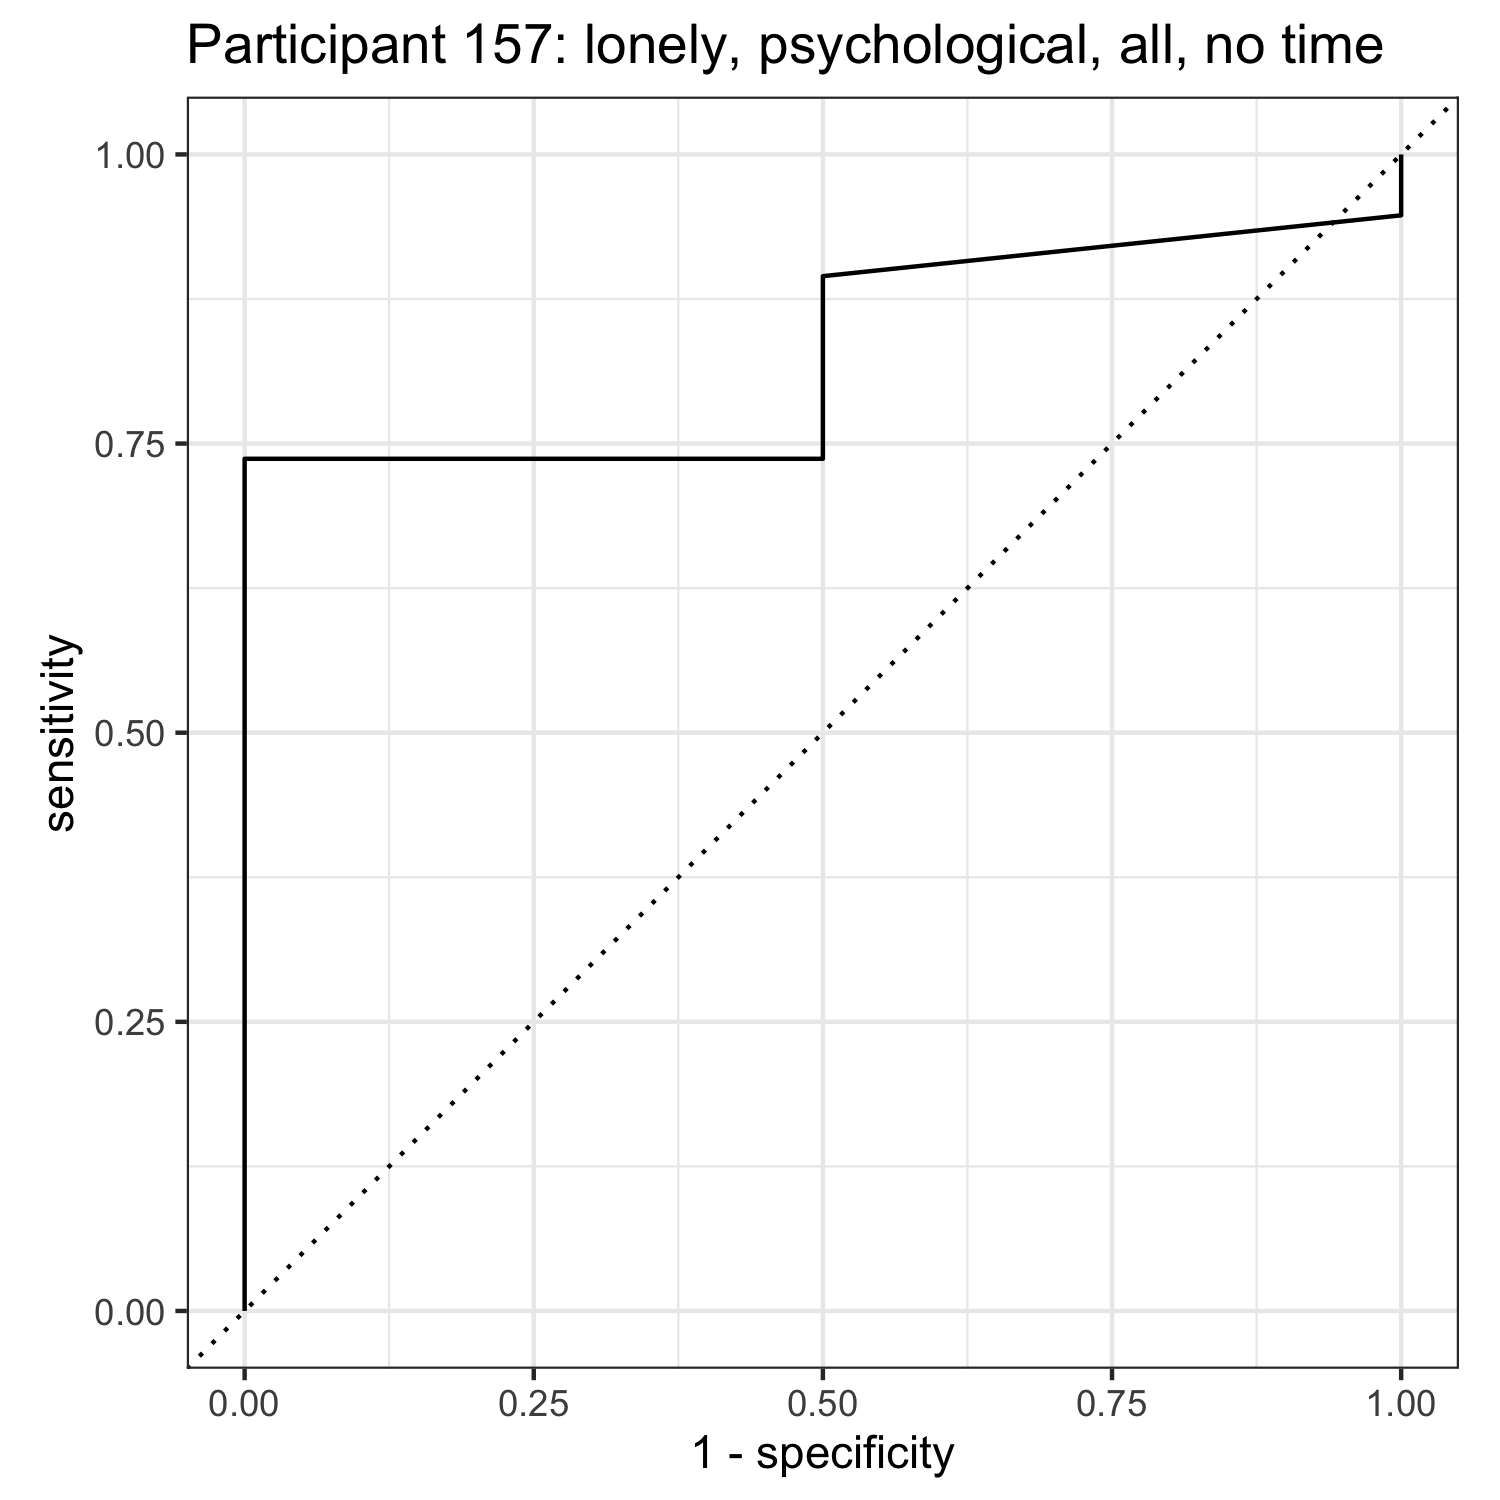 Participant 157: lonely, psychological, all, no time
1.00
0.75
0.50
0.25
0.00
sensitivity
0.00 0.25 0.50 0.75 1.00
1 - specificity